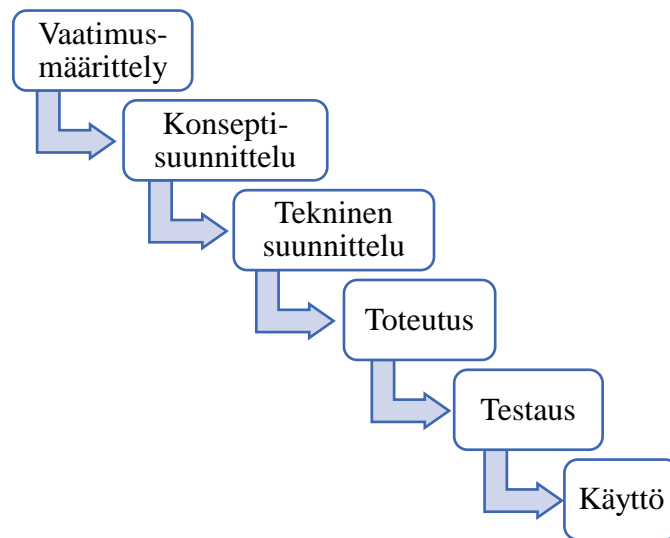 Vaatimus-
määrittely
Konsepti-
suunnittelu
Tekninen
suunnittelu
Toteutus
Testaus
Käyttö